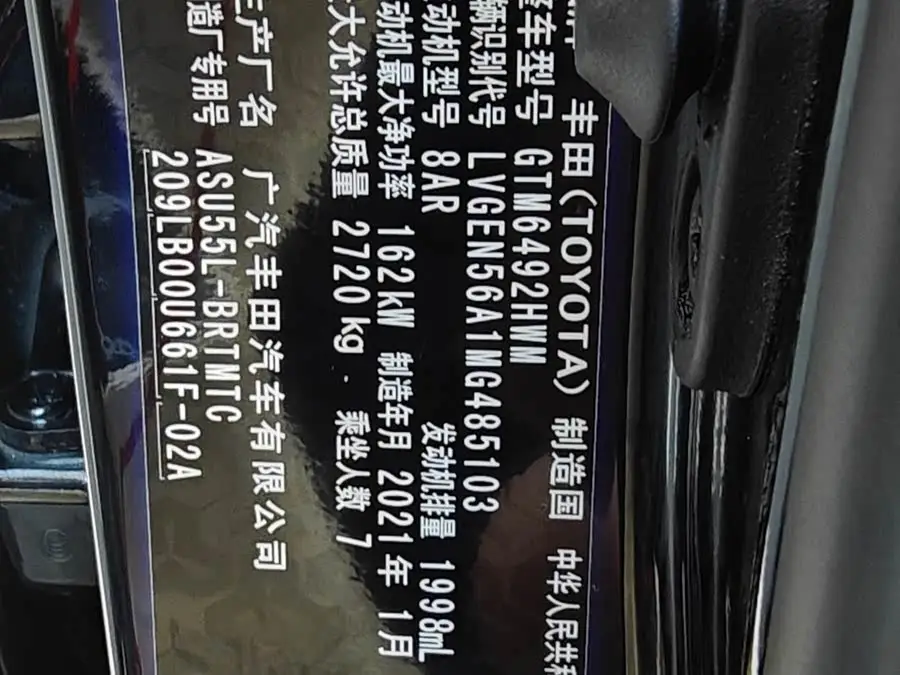 丰田(TOYOTA) 制造国 中华人民共和
车型号 GTM6492HWM
辆识别代号 LVGEN56A1MG485103
动机型号 8AR 发动机排量 1998mL
动机最大净功率 162kW 制造年月 2021年 1月
大允许总质量 2720kg 乘坐人数 7
生产厂名 广汽丰田汽车有限公司
造厂专用号 ASU55L-BRTMTC
209LB00U661F-02A